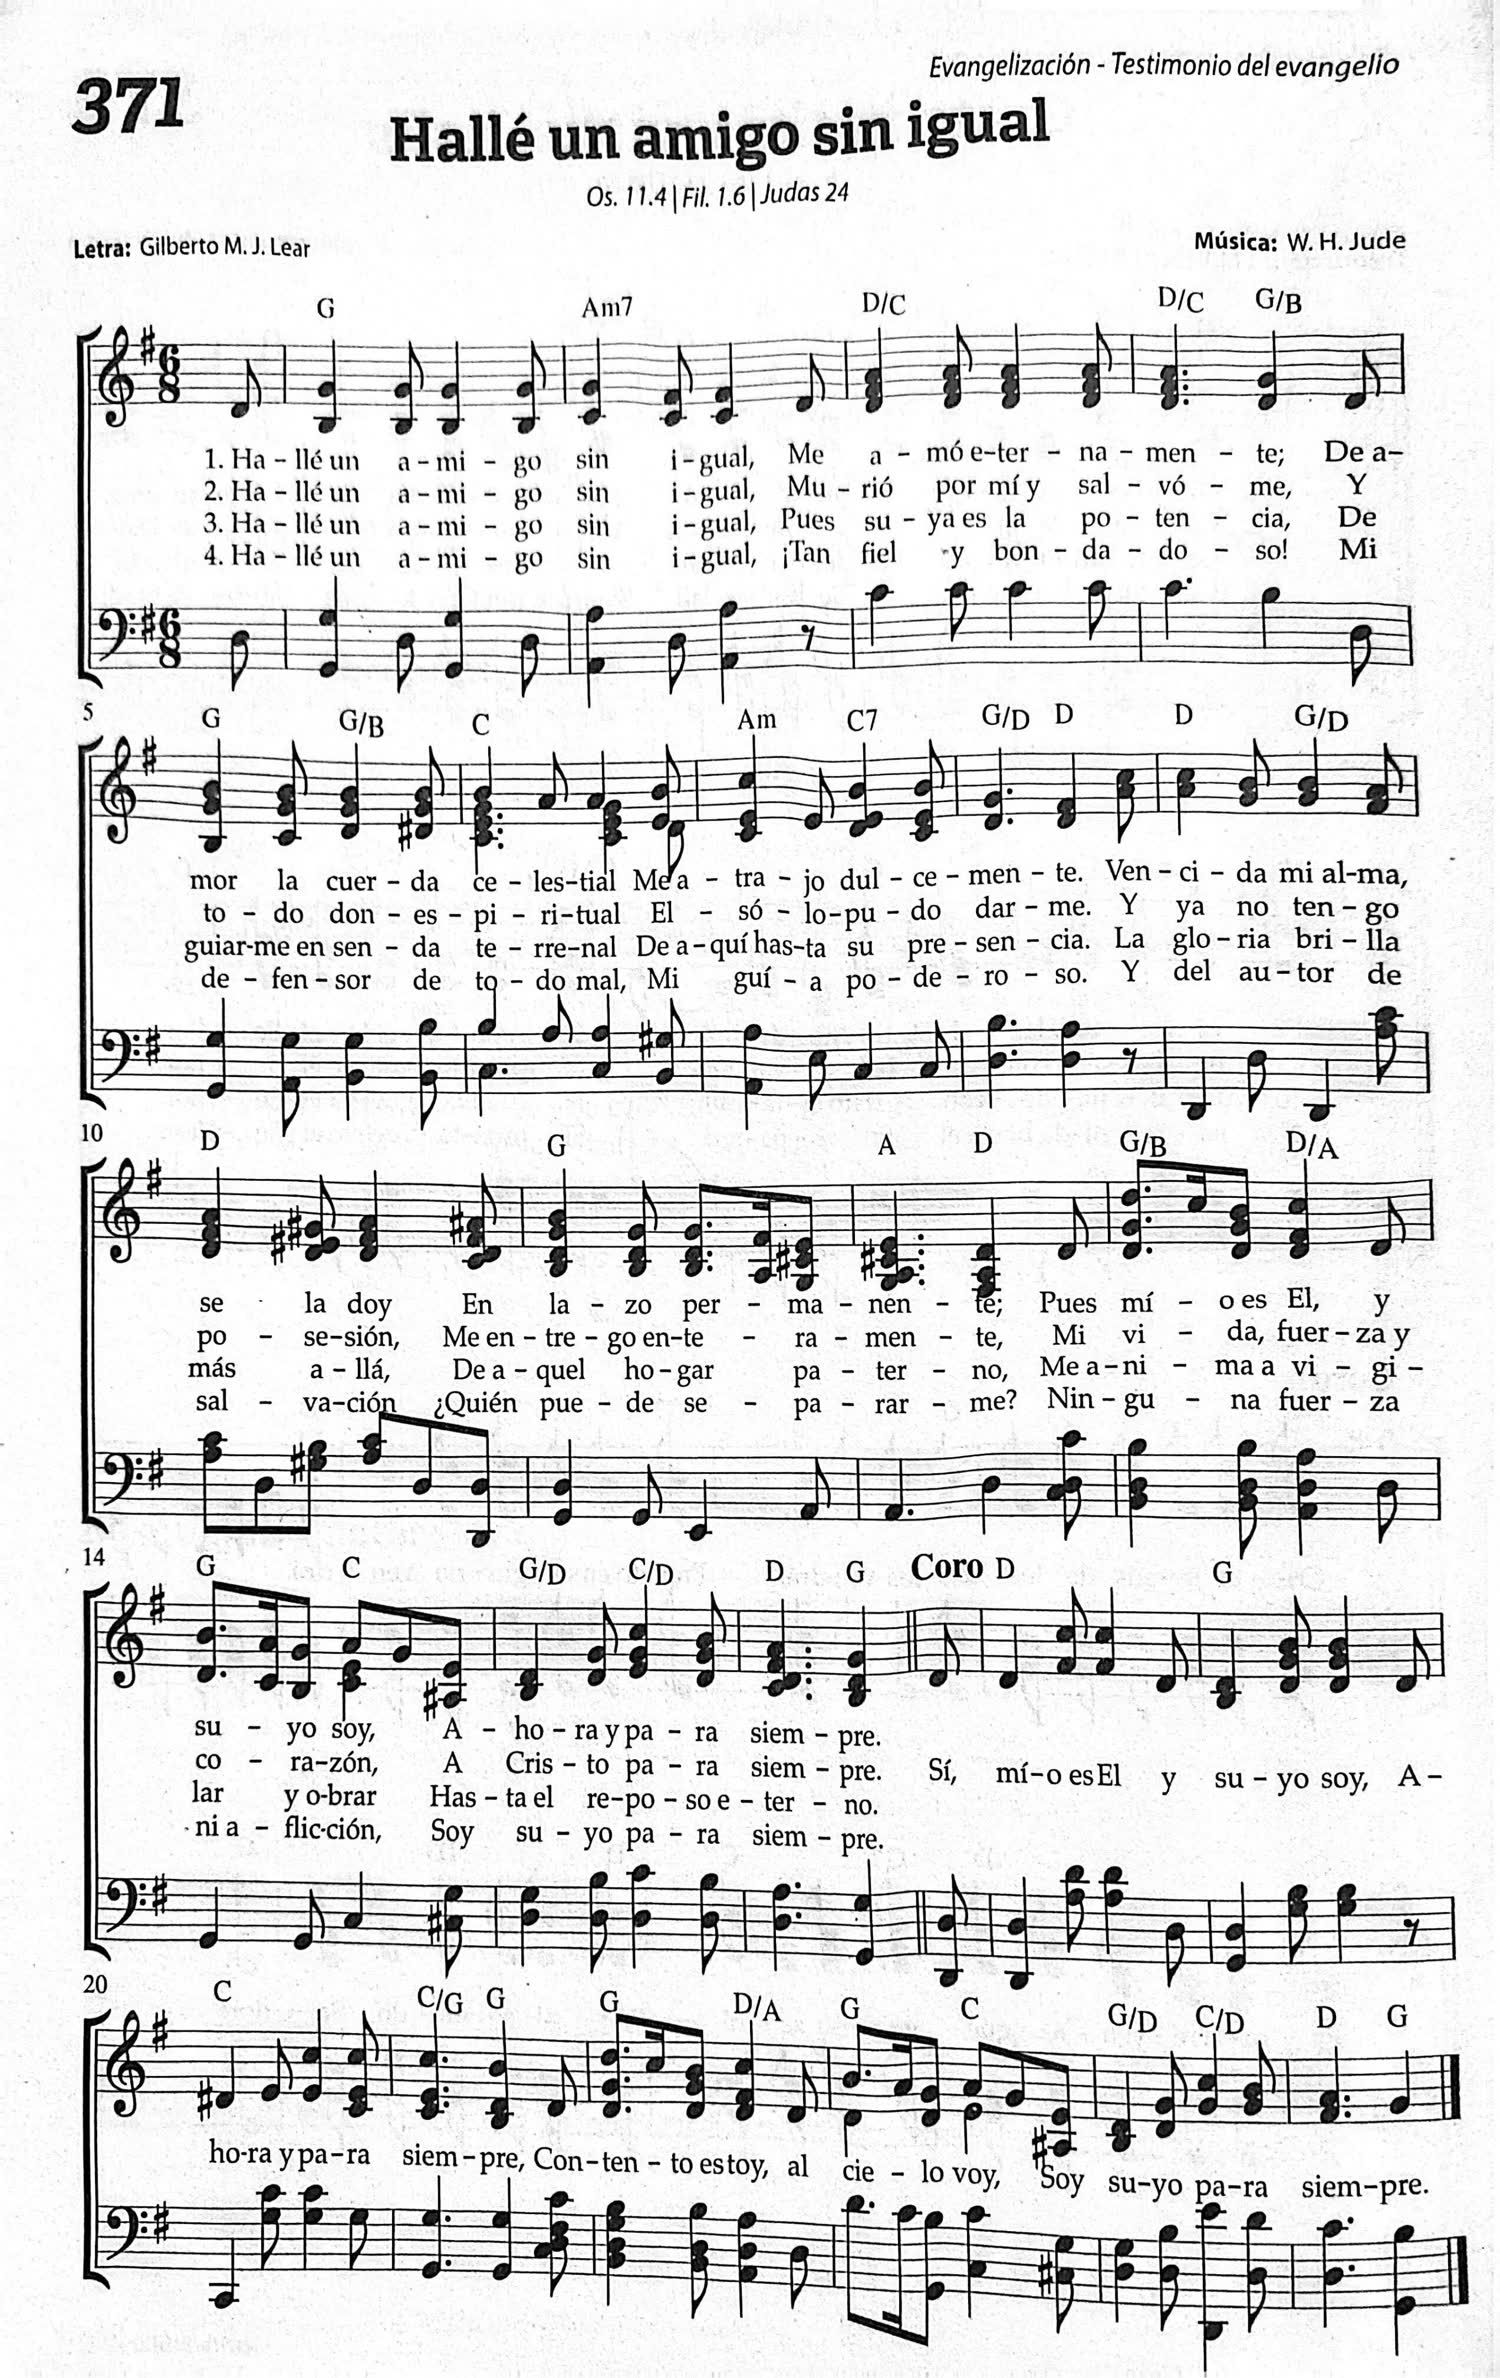 Evangelización - Testimonio del evangelio
371
Hallé un amigo sin igual
Os. 11.4 | Fil. 1.6 | Judas 24
Letra: Gilberto M. J. Lear
Música: W. H. Jude
G Am7 D/C D/C G/B
1. Ha - llé un a - mi - go sin i - gual, Me a - mó e - ter - na - men - te; De a -
2. Ha - llé un a - mi - go sin i - gual, Mu - rió por mí y sal - vó - me, Y
3. Ha - llé un a - mi - go sin i - gual, Pues su - ya es la po - ten - cia, De
4. Ha - llé un a - mi - go sin i - gual, ¡Tan fiel y bon - da - do - so! Mi
5
G G/B C Am C7 G/D D D G/D
mor la cuer - da ce - les - tial Me a - tra - jo dul - ce - men - te. Ven - ci - da mi al - ma,
to - do don - es - pi - ri - tual El - só - lo - pu - do dar - me. Y ya no ten - go
guiar - me en sen - da te - rre - nal De a - quí has - ta su pre - sen - cia. La glo - ria bri - lla
de - fen - sor de to - do mal, Mi guí - a po - de - ro - so. Y del au - tor de
10
D G A D G/B D/A
se la doy En la - zo per - ma - nen - te; Pues mí - o es El, y
po - se - sión, Me en - tre - go en - te - ra - men - te, Mi vi - da, fuer - za y
más a - llá, De a - quel ho - gar pa - ter - no, Me a - ni - ma a vi - gi -
sal - va - ción ¿Quién pue - de se - pa - rar - me? Nin - gu - na fuer - za
14
G C G/D C/D D G Coro D G
su - yo soy, A - ho - ra y pa - ra siem - pre.
co - ra - zón, A Cris - to pa - ra siem - pre. Sí, mí - o es El y su - yo soy, A -
lar y o - brar Has - ta el re - po - so e - ter - no.
ni a - flic - ción, Soy su - yo pa - ra siem - pre.
20
C C/G G G D/A G C G/D C/D D G
ho - ra y pa - ra siem - pre, Con - ten - to estoy, al cie - lo voy, Soy su - yo pa - ra siem - pre.